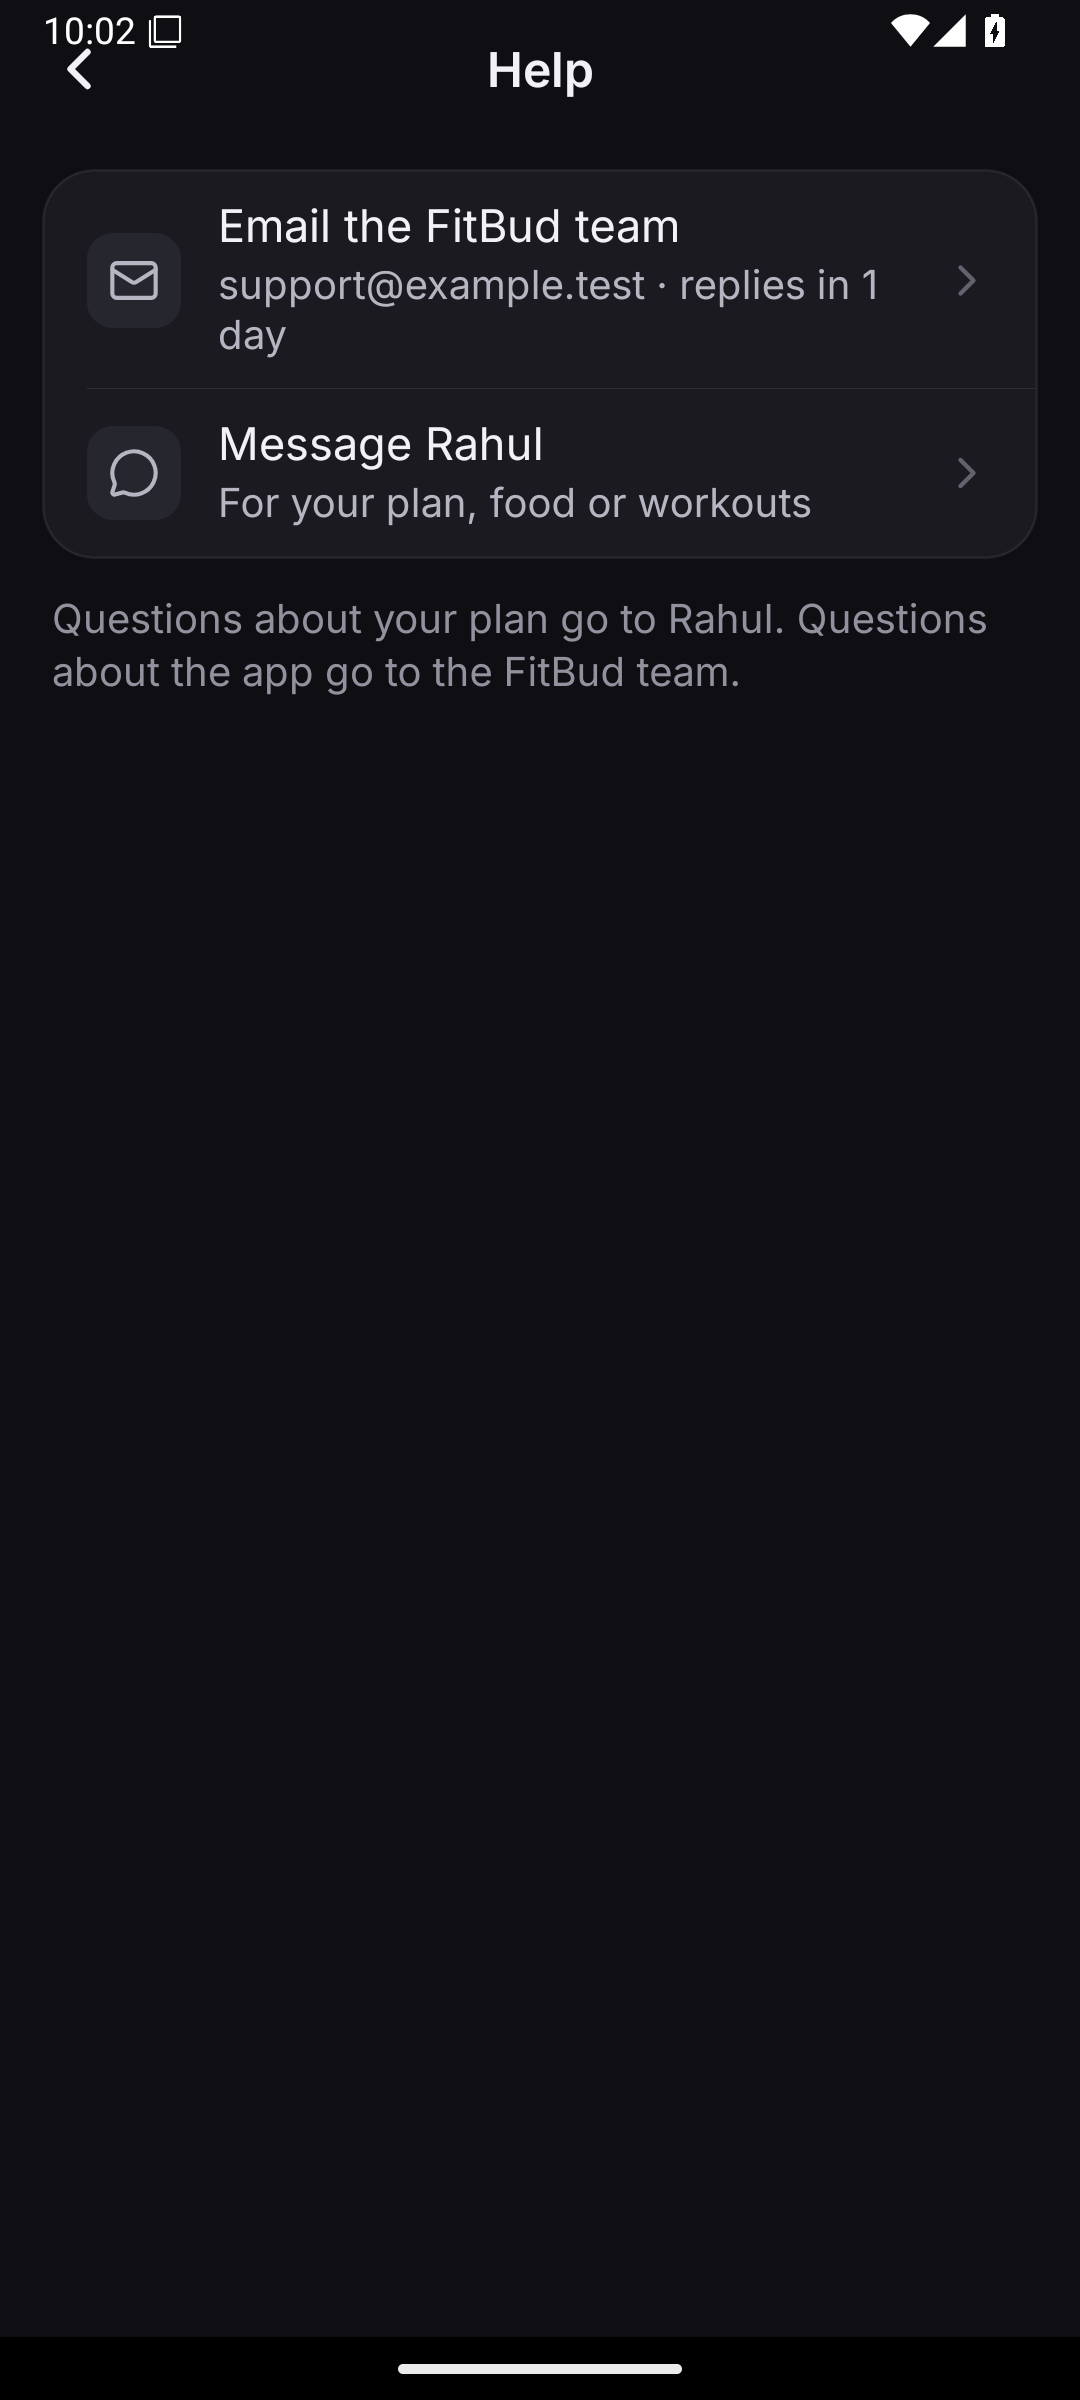 10:02
Help
Email the FitBud team
support@example.test · replies in 1
day
Message Rahul
For your plan, food or workouts
Questions about your plan go to Rahul. Questions
about the app go to the FitBud team.